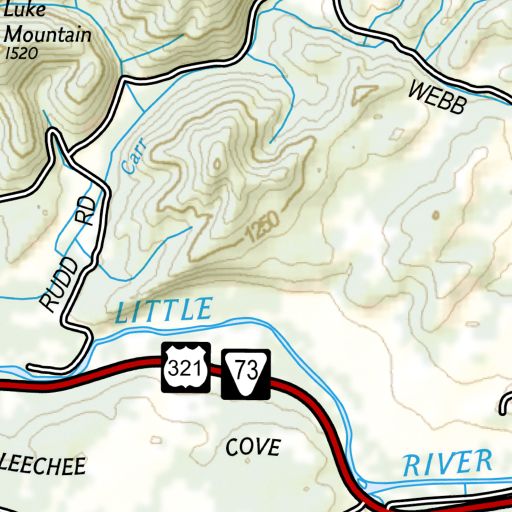 Luke
Mountain
1520
WEBB
Carr
RUDD RD
1250
LITTLE
321
73
COVE
LEECHEE
RIVER